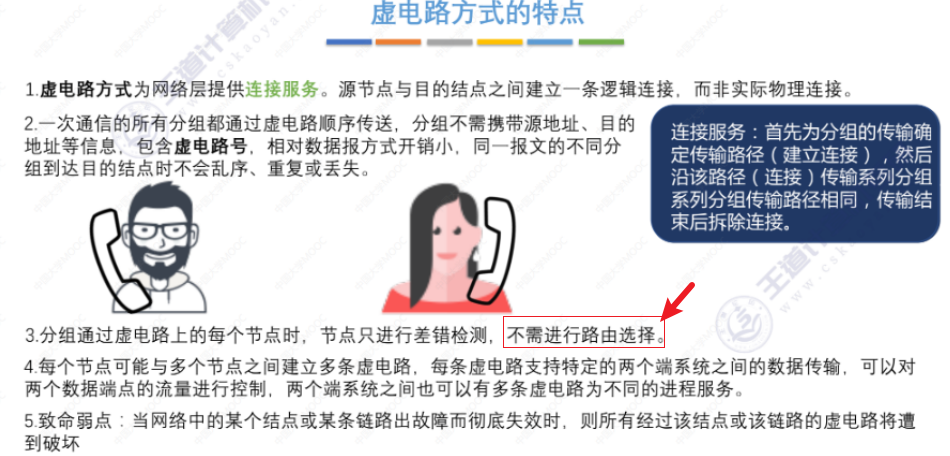 虚电路方式的特点
1.虚电路方式为网络层提供连接服务。源节点与目的结点之间建立一条逻辑连接，而非实际物理连接。
2.一次通信的所有分组都通过虚电路顺序传送，分组不需携带源地址、目的
地址等信息，包含虚电路号，相对数据报方式开销小，同一报文的不同分
组到达目的结点时不会乱序、重复或丢失。
连接服务：首先为分组的传输确
定传输路径（建立连接），然后
沿该路径（连接）传输系列分组
系列分组传输路径相同，传输结
束后拆除连接。
3.分组通过虚电路上的每个节点时，节点只进行差错检测，不需进行路由选择。
4.每个节点可能与多个节点之间建立多条虚电路，每条虚电路支持特定的两个端系统之间的数据传输，可以对
两个数据端点的流量进行控制，两个端系统之间也可以有多条虚电路为不同的进程服务。
5.致命弱点：当网络中的某个结点或某条链路出故障而彻底失效时，则所有经过该结点或该链路的虚电路将遭
到破坏